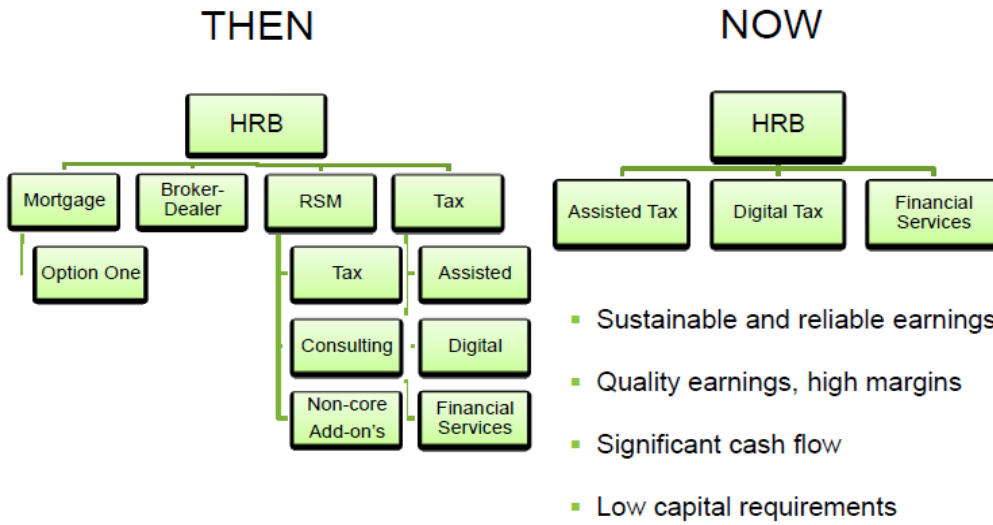 THEN
HRB
Mortgage
Broker-
Dealer
RSM
Tax
Option One
Tax
Assisted
Consulting
Digital
Non-core
Add-on's
Financial
Services
NOW
HRB
Assisted Tax
Digital Tax
Financial
Services
▪ Sustainable and reliable earnings
▪ Quality earnings, high margins
▪ Significant cash flow
▪ Low capital requirements